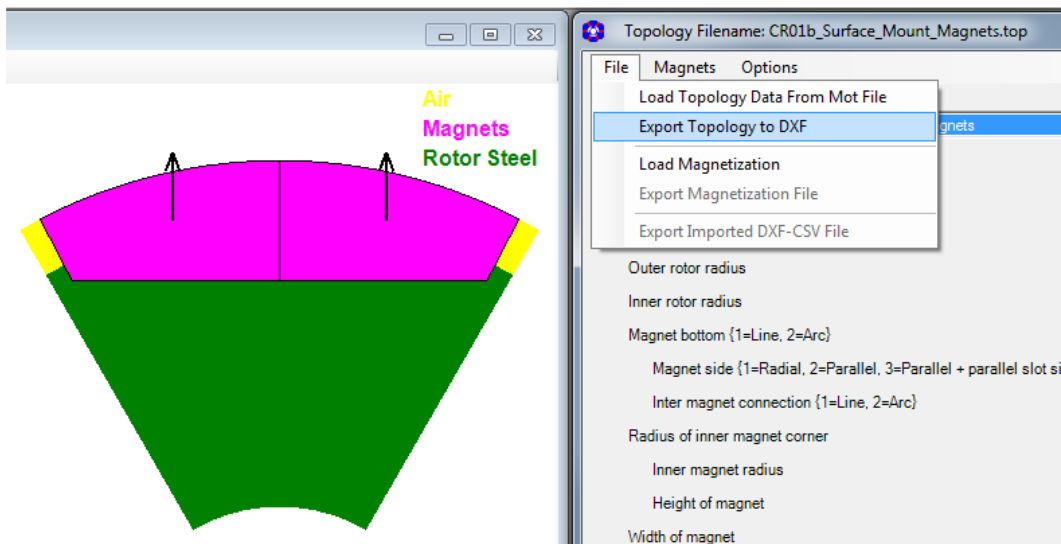 Air
Magnets
Rotor Steel
Topology Filename: CR01b_Surface_Mount_Magnets.top
File Magnets Options
Load Topology Data From Mot File
Export Topology to DXF
gnets
Load Magnetization
Export Magnetization File
Export Imported DXF-CSV File
Outer rotor radius
Inner rotor radius
Magnet bottom {1=Line, 2=Arc}
Magnet side {1=Radial, 2=Parallel, 3=Parallel + parallel slot si
Inter magnet connection {1=Line, 2=Arc}
Radius of inner magnet corner
Inner magnet radius
Height of magnet
Width of magnet